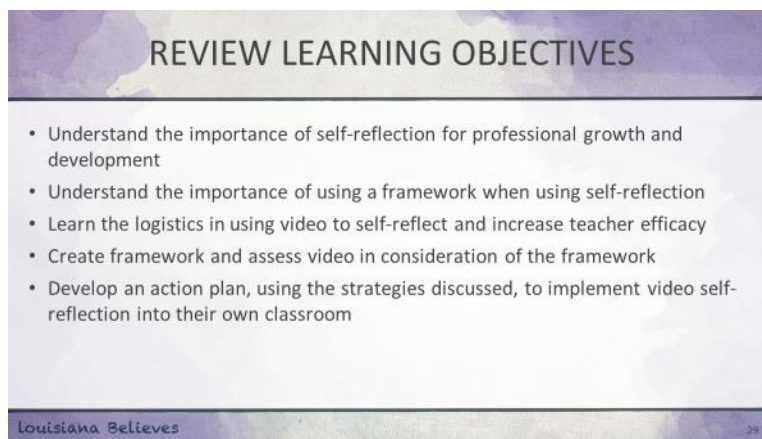 REVIEW LEARNING OBJECTIVES
• Understand the importance of self-reflection for professional growth and
development
• Understand the importance of using a framework when using self-reflection
• Learn the logistics in using video to self-reflect and increase teacher efficacy
• Create framework and assess video in consideration of the framework
• Develop an action plan, using the strategies discussed, to implement video self-
reflection into their own classroom
Louisiana Believes
29